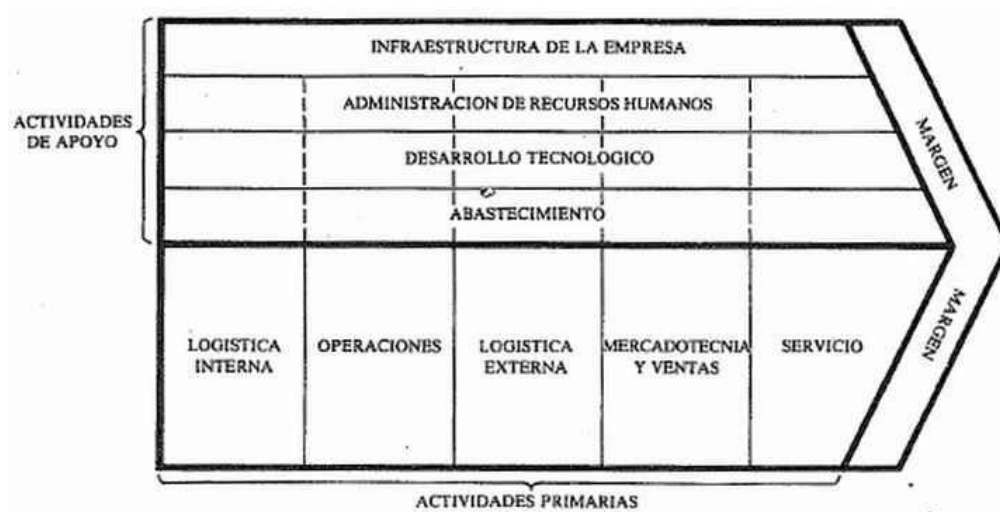 INFRAESTRUCTURA DE LA EMPRESA
ADMINISTRACION DE RECURSOS HUMANOS
ACTIVIDADES
DE APOYO
DESARROLLO TECNOLOGICO
ABASTECIMIENTO
MARGEN
LOGISTICA
INTERNA
OPERACIONES
LOGISTICA
EXTERNA
MERCADOTECNIA
Y VENTAS
SERVICIO
MARGEN
ACTIVIDADES PRIMARIAS